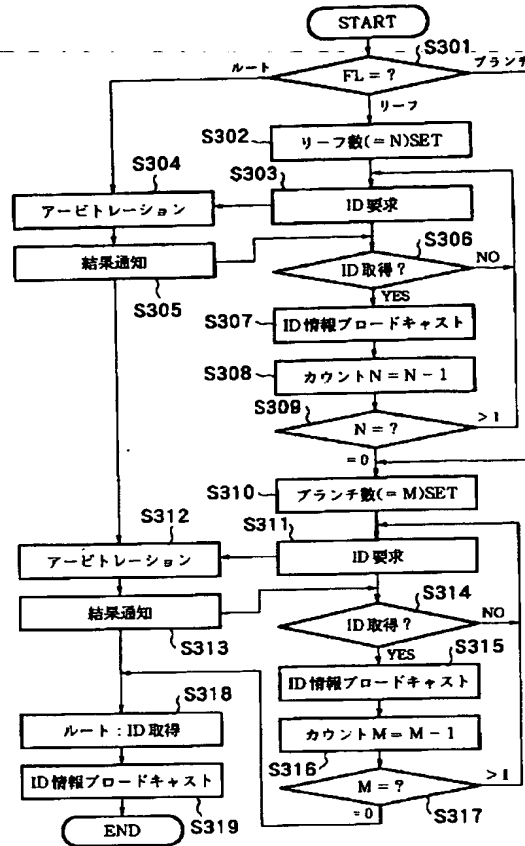 START
S301
ルート
FL = ?
ブランチ
リーフ
S302
リーフ数(=N)SET
S304
S303
アービトレーション
ID要求
S306
結果通知
ID取得?
NO
S305
YES
S307
ID情報ブロードキャスト
S308
カウントN=N-1
S309
N = ?
>1
=0
S310
ブランチ数(=M)SET
S312
S311
アービトレーション
ID要求
S314
結果通知
ID取得?
NO
S313
YES
S315
ID情報ブロードキャスト
S318
ルート:ID取得
カウントM=M-1
S316
ID情報ブロードキャスト
M = ?
>1
S319
=0
S317
END